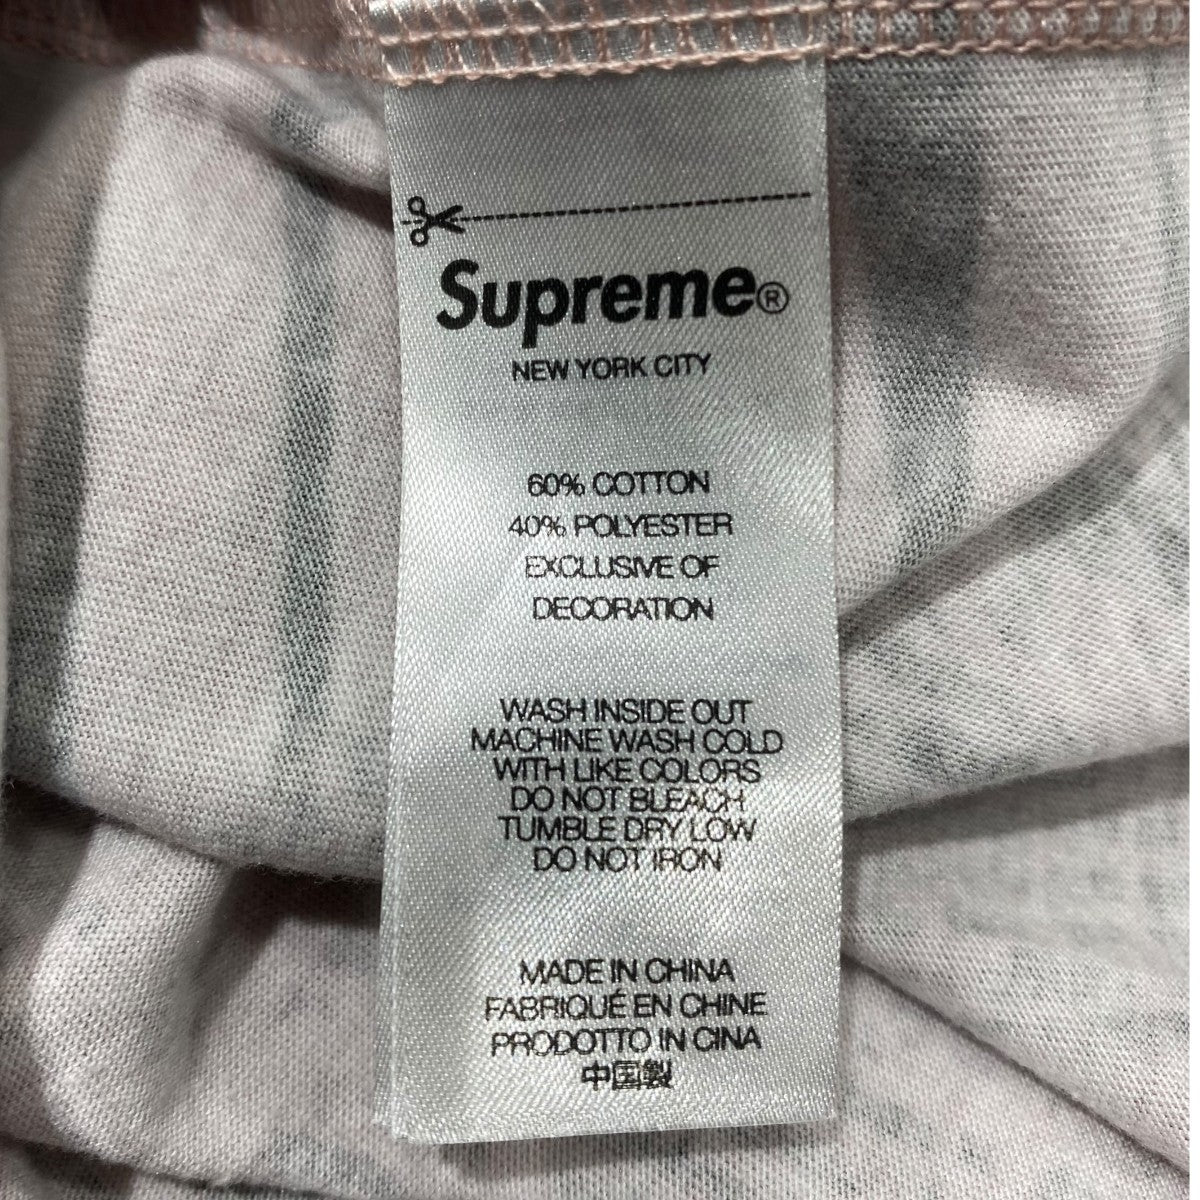 Supreme®
NEW YORK CITY
60% COTTON
40% POLYESTER
EXCLUSIVE OF
DECORATION
WASH INSIDE OUT
MACHINE WASH COLD
WITH LIKE COLORS
DO NOT BLEACH
TUMBLE DRY LOW
DO NOT IRON
MADE IN CHINA
FABRIQUÉ EN CHINE
PRODOTTO IN CINA
中国製